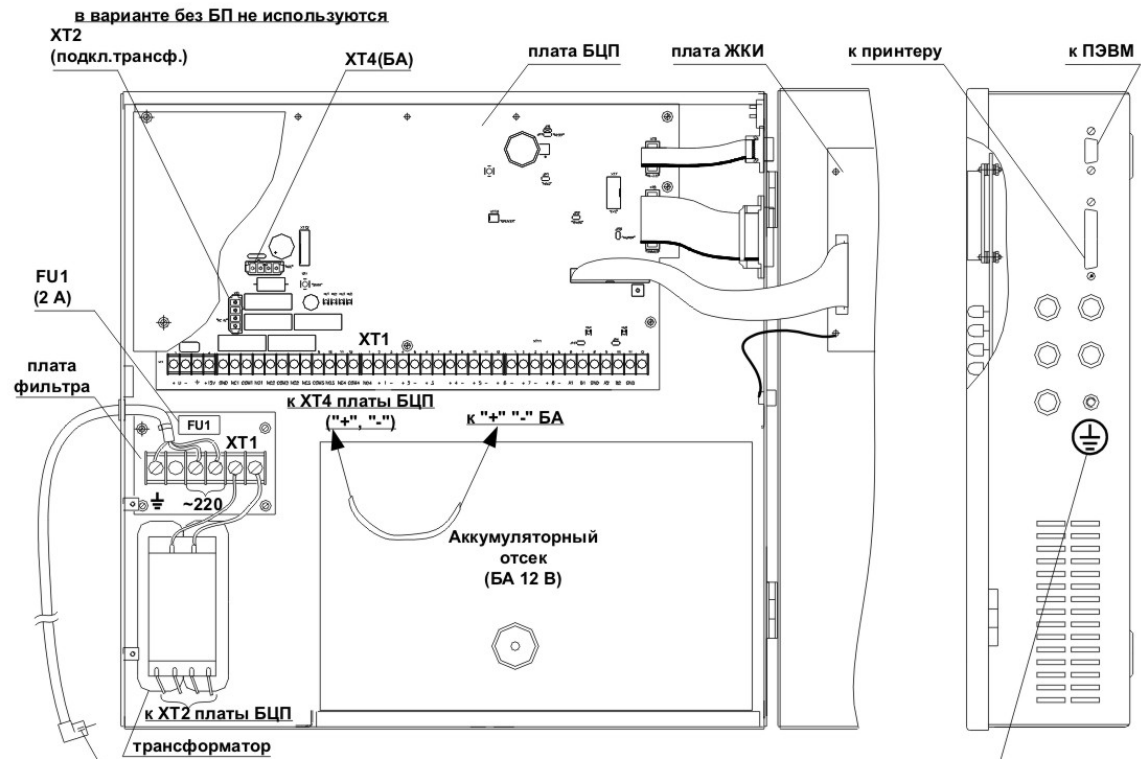 в варианте без БП не используются
XT2
(подкл.трансф.)
XT4(БА)
плата БЦП
плата ЖКИ
к принтеру
к ПЭВМ
FU1
(2 А)
плата
фильтра
XT1
к XT4 платы БЦП
("+", "-")
к "+" "-" БА
FU1
XT1
~220
Аккумуляторный
отсек
(БА 12 В)
к XT2 платы БЦП
трансформатор